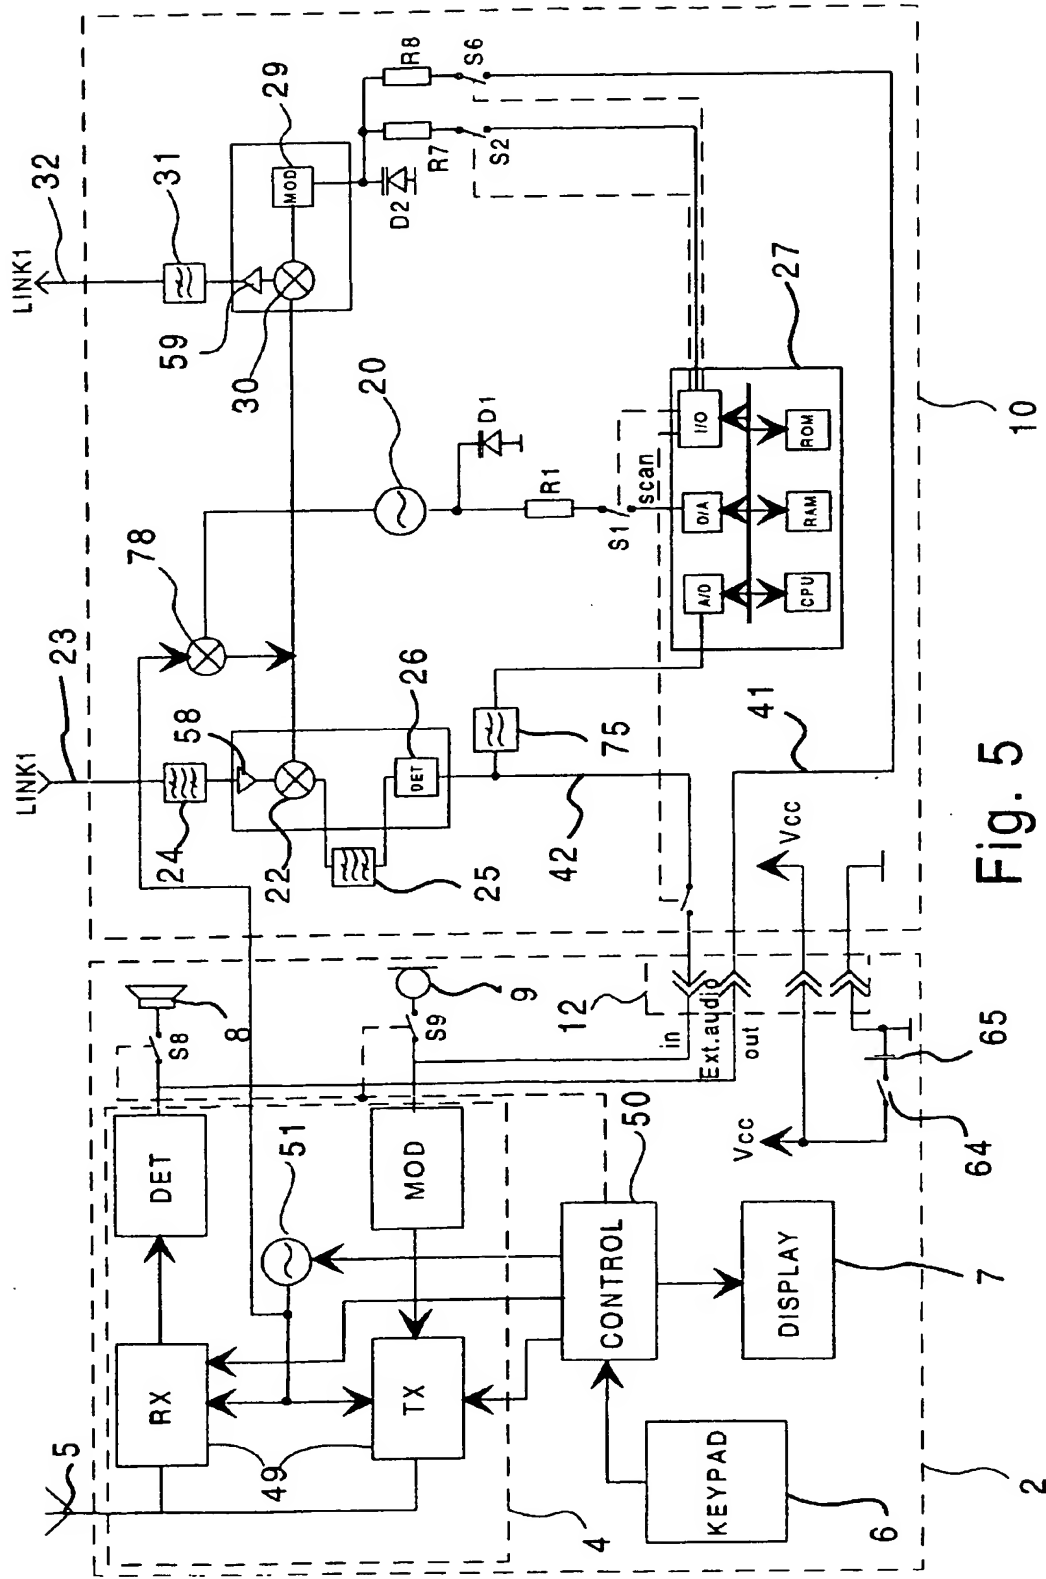 LINK1
32
31
29
59
30
MOD
R8
S6
R7
S2
D2
LINK1
23
78
20
D1
R1
S1
scan
27
I/O
D/A
A/D
ROM
RAM
CPU
10
58
24
22
25
26
DET
75
42
41
Vcc
8
S8
9
S9
12
in
Ext.audio
out
65
64
Vcc
DET
51
MOD
50
RX
TX
49
5
4
CONTROL
DISPLAY
7
KEYPAD
6
2
Fig. 5